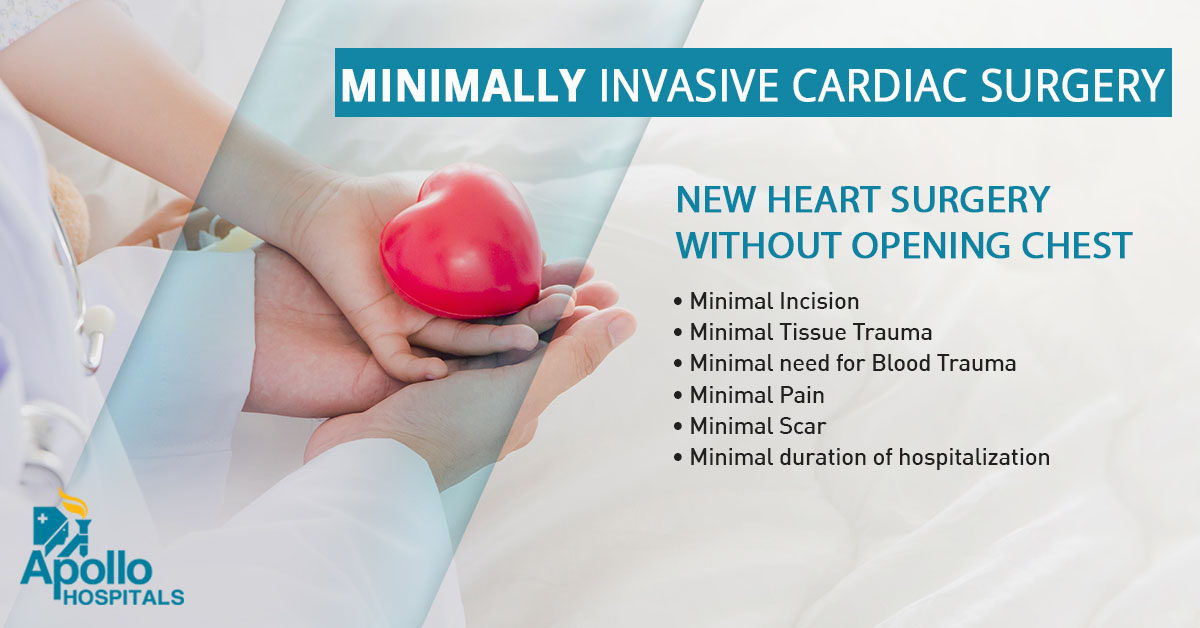 MINIMALLY INVASIVE CARDIAC SURGERY
NEW HEART SURGERY
WITHOUT OPENING CHEST
• Minimal Incision
• Minimal Tissue Trauma
• Minimal need for Blood Trauma
• Minimal Pain
• Minimal Scar
• Minimal duration of hospitalization
Apollo
HOSPITALS